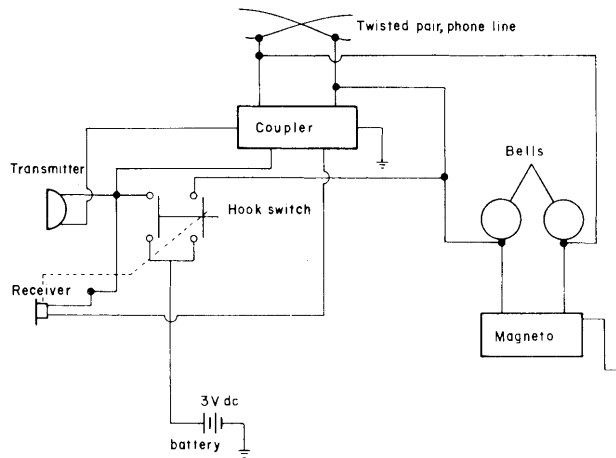 Twisted pair, phone line
Coupler
Bells
Transmitter
Hook switch
Receiver
Magneto
3V dc
battery